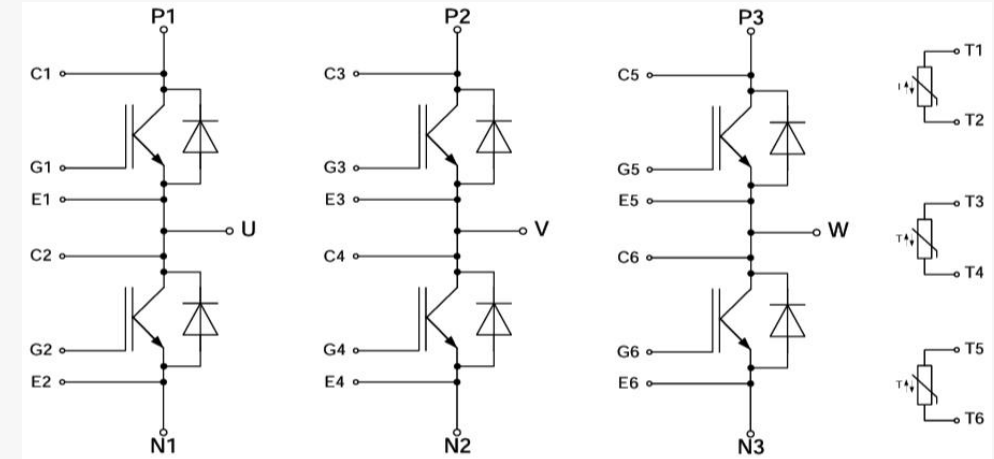 P1 P2 P3
C1 C3 C5 T1
T2
G1 G3 G5
E1 E3 E5 T3
U V W
C2 C4 C6 T4
G2 G4 G6 T5
E2 E4 E6
T6
N1 N2 N3